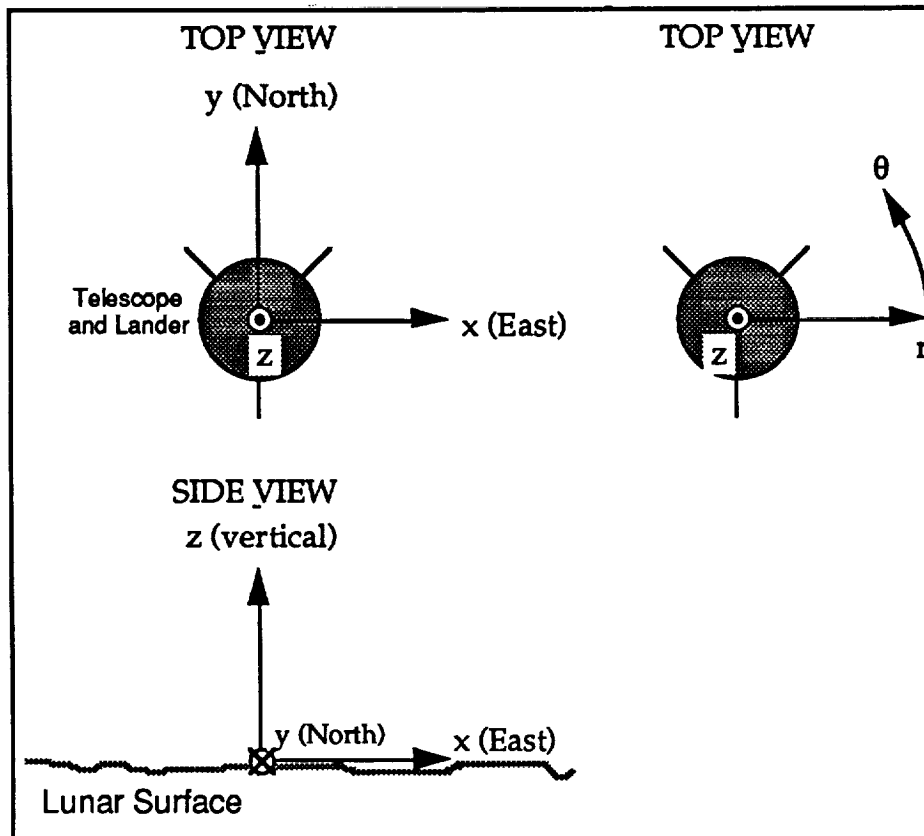 TOP VIEW
y (North)
Telescope
and Lander
z
x (East)
TOP VIEW
θ
z
r
SIDE VIEW
z (vertical)
y (North)
x (East)
Lunar Surface